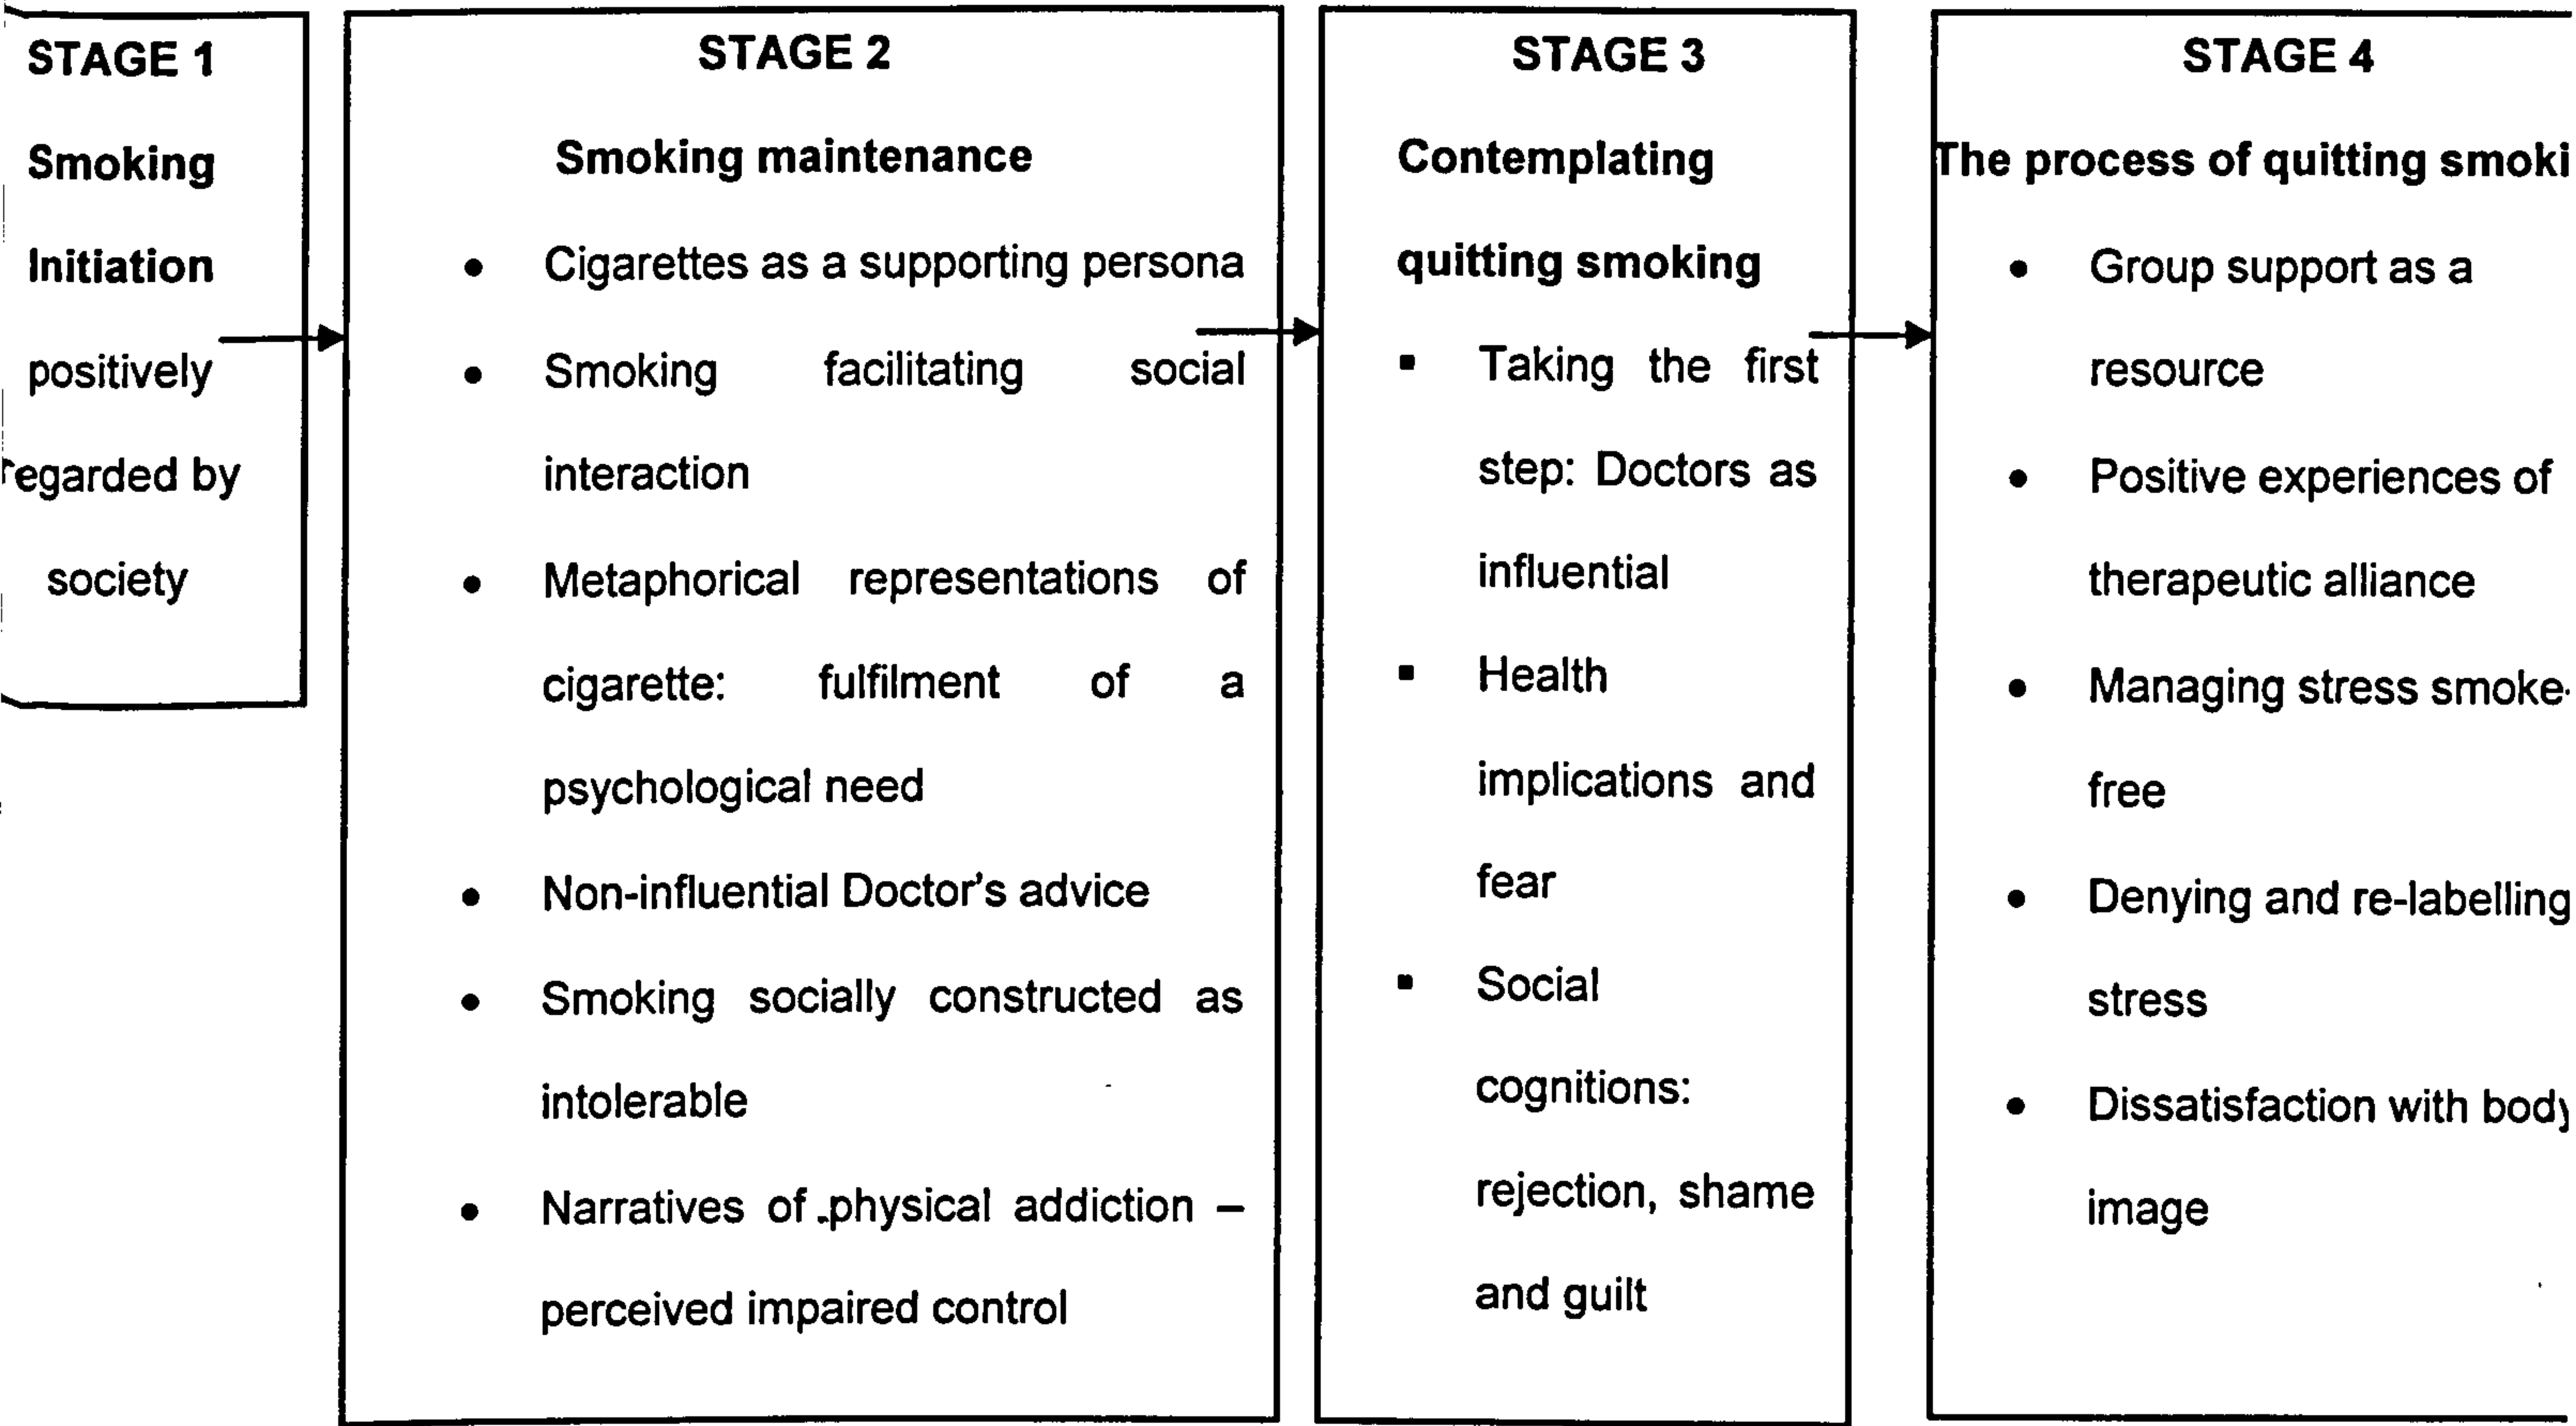 STAGE 1
Smoking
Initiation
positively
regarded by
society
STAGE 2
Smoking maintenance
• Cigarettes as a supporting persona
• Smoking facilitating social
interaction
• Metaphorical representations of
cigarette: fulfilment of a
psychological need
• Non-influential Doctor's advice
• Smoking socially constructed as
intolerable
• Narratives of physical addiction –
perceived impaired control
STAGE 3
Contemplating
quitting smoking
▪ Taking the first
step: Doctors as
influential
▪ Health
implications and
fear
▪ Social
cognitions:
rejection, shame
and guilt
STAGE 4
The process of quitting smoki
• Group support as a
resource
• Positive experiences of
therapeutic alliance
• Managing stress smoke-
free
• Denying and re-labelling
stress
• Dissatisfaction with body
image